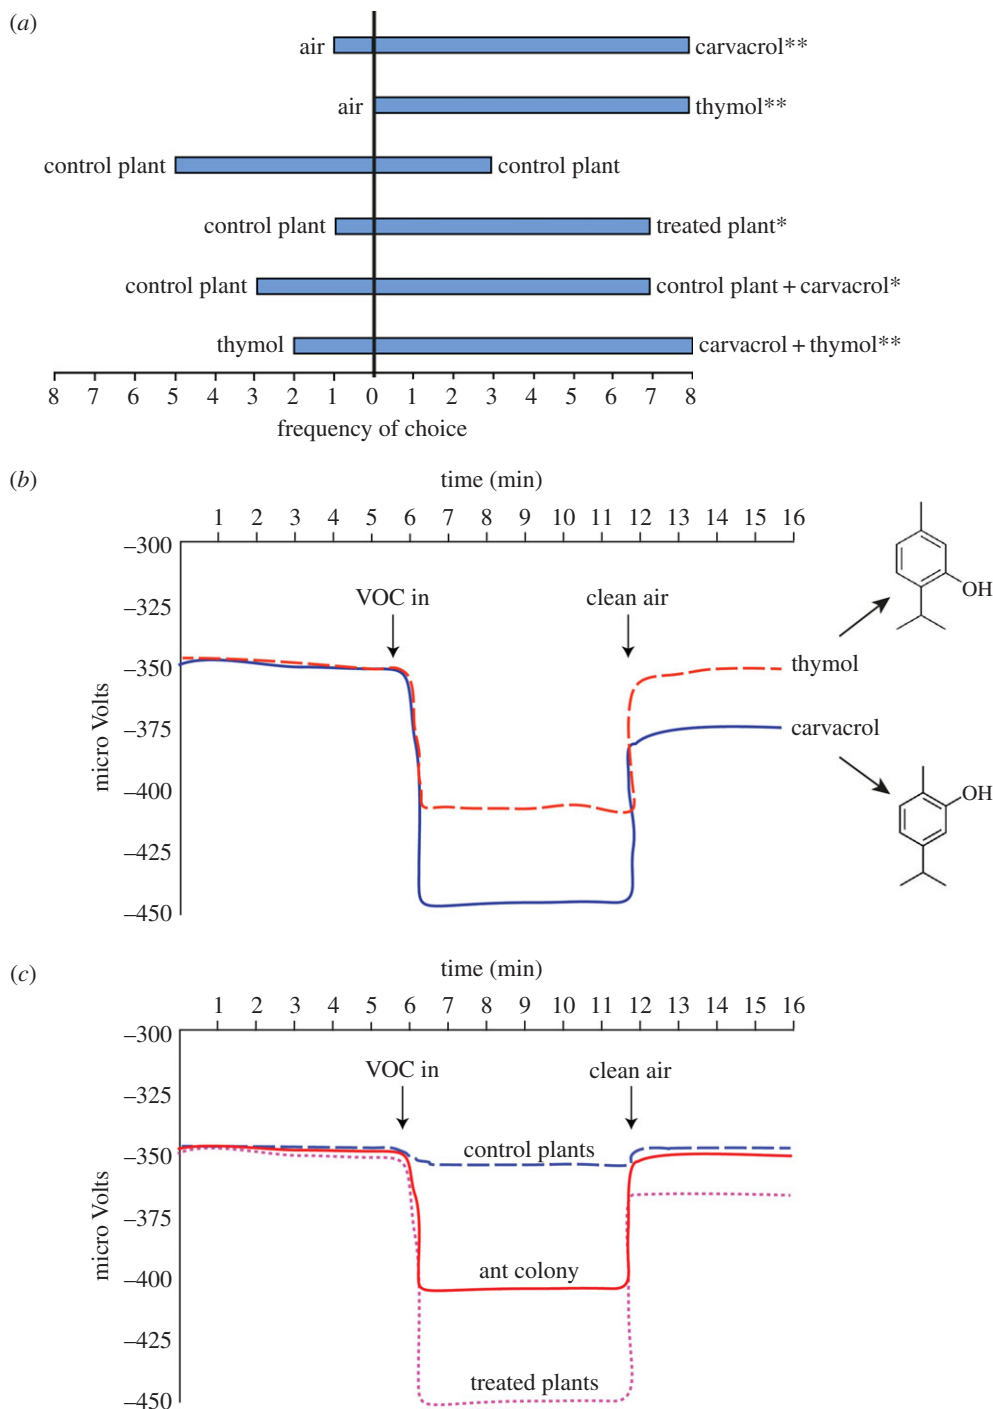 (a)
air carvacrol**
air thymol**
control plant control plant
control plant treated plant*
control plant control plant + carvacrol*
thymol carvacrol + thymol**
8 7 6 5 4 3 2 1 0 1 2 3 4 5 6 7 8
frequency of choice
(b)
time (min)
1 2 3 4 5 6 7 8 9 10 11 12 13 14 15 16
–300
–325
–350
–375
–400
–425
–450
micro Volts
VOC in clean air
OH
thymol
carvacrol
OH
(c)
time (min)
1 2 3 4 5 6 7 8 9 10 11 12 13 14 15 16
–300
–325
–350
–375
–400
–425
–450
micro Volts
VOC in clean air
control plants
ant colony
treated plants